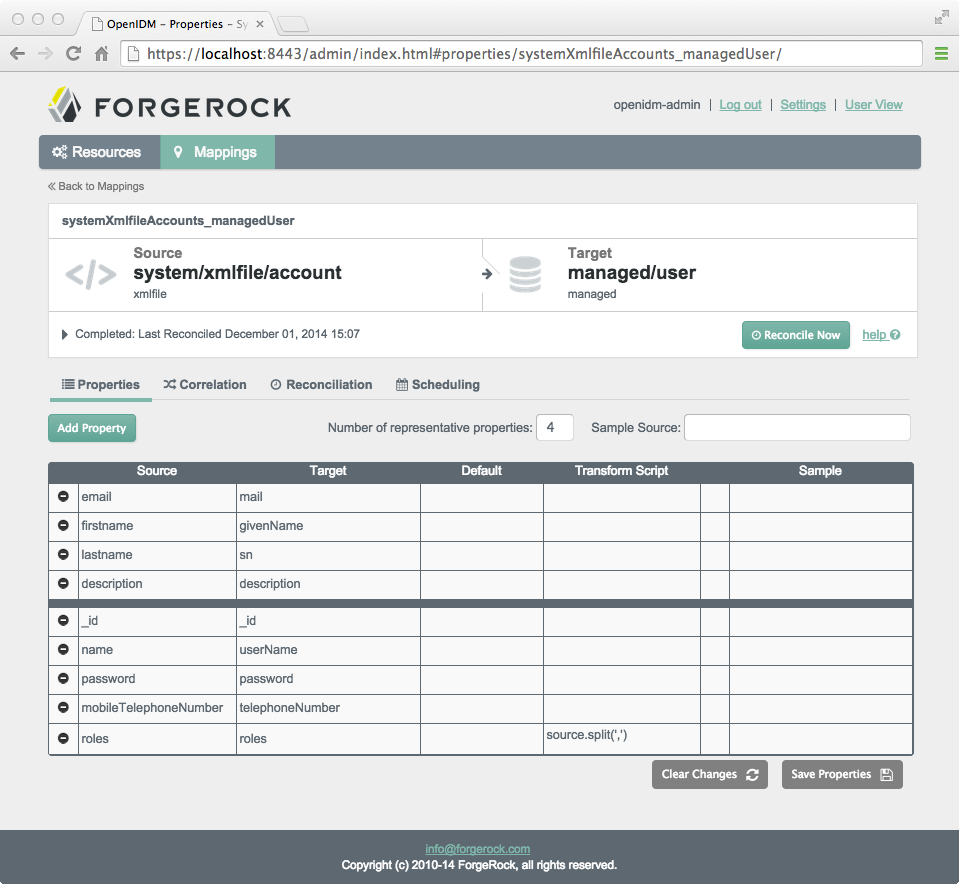 OpenIDM – Properties – Sy
https://localhost:8443/admin/index.html#properties/systemXmlfileAccounts_managedUser/
FORGEROCK
openidm-admin | Log out | Settings | User View
Resources Mappings
« Back to Mappings
systemXmlfileAccounts_managedUser
Source Target
</> system/xmlfile/account managed/user
xmlfile managed
Completed: Last Reconciled December 01, 2014 15:07 Reconcile Now help ?
Properties Correlation Reconciliation Scheduling
Add Property Number of representative properties: 4 Sample Source:
Source Target Default Transform Script Sample
email mail
firstname givenName
lastname sn
description description
_id _id
name userName
password password
mobileTelephoneNumber telephoneNumber
roles roles source.split(',')
Clear Changes Save Properties
info@forgerock.com
Copyright (c) 2010-14 ForgeRock, all rights reserved.